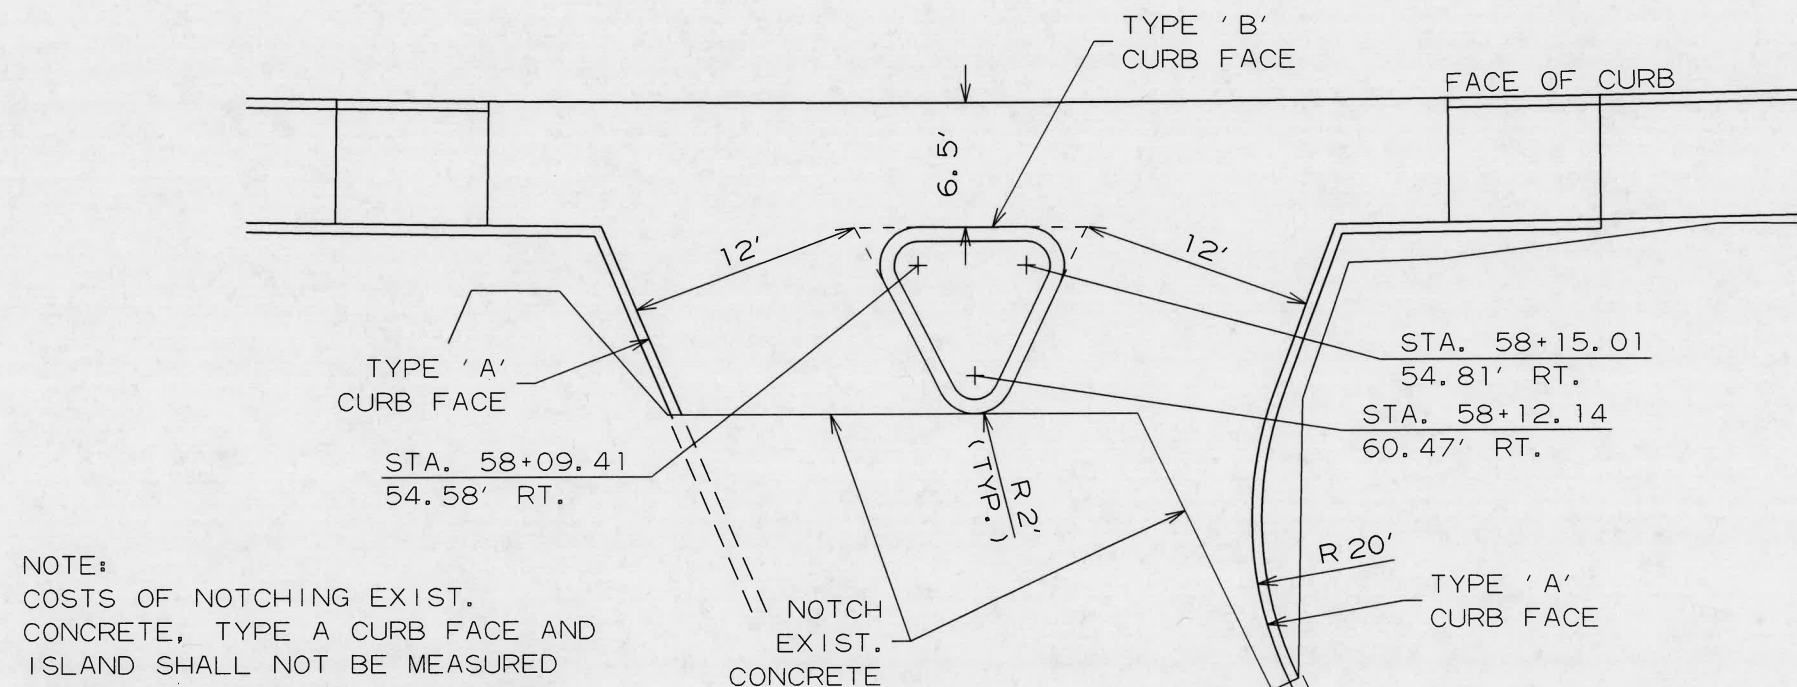 TYPE 'B'
CURB FACE
FACE OF CURB
6.5'
12'
12'
TYPE 'A'
CURB FACE
STA. 58+15.01
54.81' RT.
STA. 58+12.14
60.47' RT.
STA. 58+09.41
54.58' RT.
R 2'
(TYP.)
R 20'
TYPE 'A'
CURB FACE
NOTE:
COSTS OF NOTCHING EXIST.
CONCRETE, TYPE A CURB FACE AND
ISLAND SHALL NOT BE MEASURED
NOTCH
EXIST.
CONCRETE